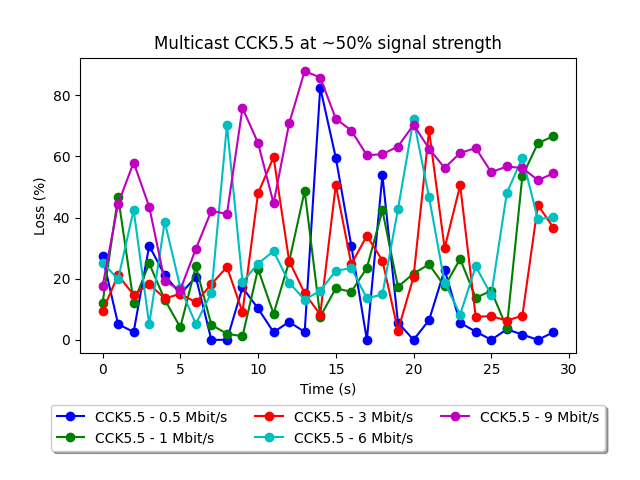 Multicast CCK5.5 at ~50% signal strength
Loss (%)
80
60
40
20
0
0 5 10 15 20 25 30
Time (s)
CCK5.5 - 0.5 Mbit/s CCK5.5 - 3 Mbit/s CCK5.5 - 9 Mbit/s
CCK5.5 - 1 Mbit/s CCK5.5 - 6 Mbit/s